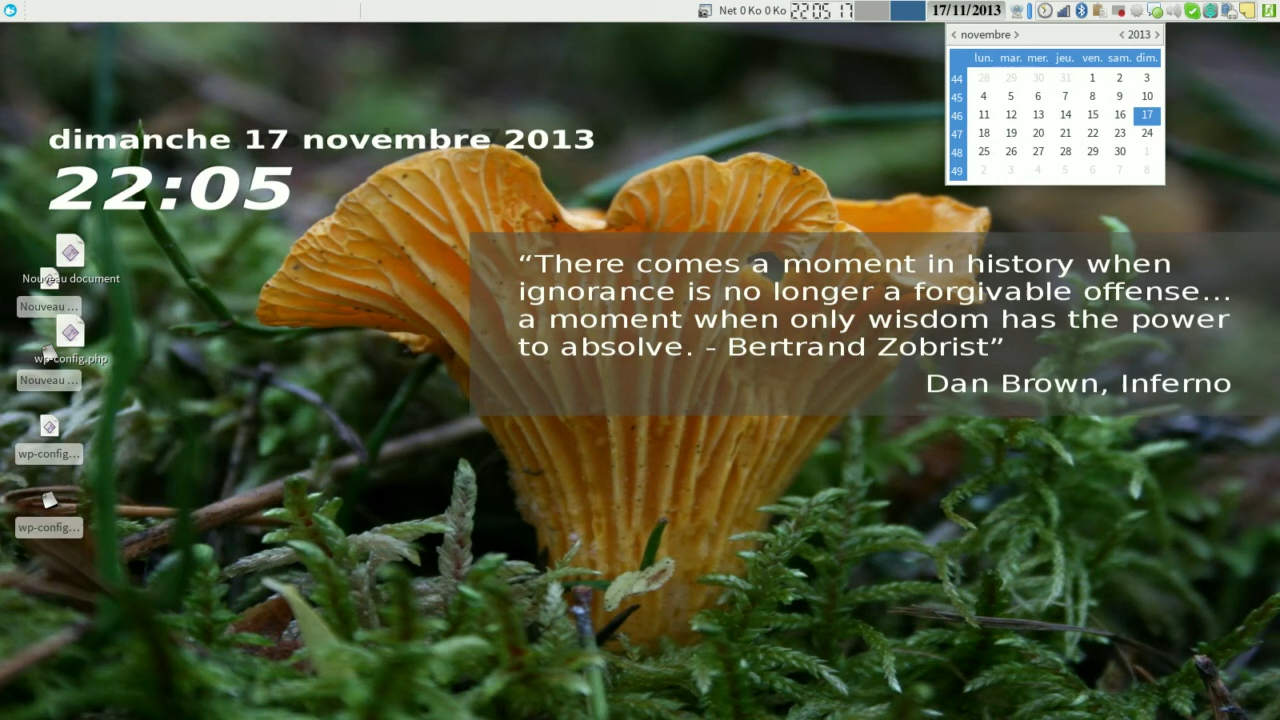 Net 0 Ko 0 Ko 22 05 17 17/11/2013
novembre 2013
lun. mar. mer. jeu. ven. sam. dim.
44 28 29 30 31 1 2 3
45 4 5 6 7 8 9 10
46 11 12 13 14 15 16 17
47 18 19 20 21 22 23 24
48 25 26 27 28 29 30 1
49 2 3 4 5 6 7 8
dimanche 17 novembre 2013
22:05
Nouveau document
Nouveau ...
wp-config.php
Nouveau ...
wp-config...
wp-config...
“There comes a moment in history when
ignorance is no longer a forgivable offense...
a moment when only wisdom has the power
to absolve. - Bertrand Zobrist”
Dan Brown, Inferno